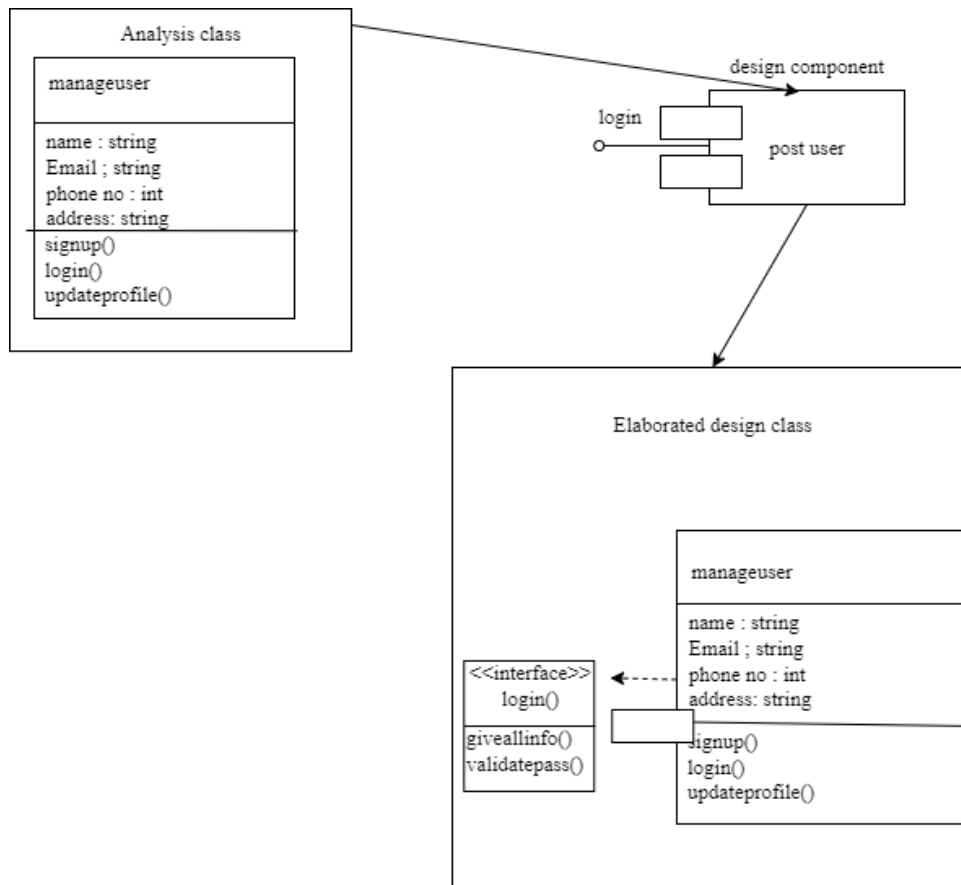 Analysis class
manageuser
name : string
Email ; string
phone no : int
address: string
signup()
login()
updateprofile()
design component
login
post user
Elaborated design class
<<interface>>
login()
giveallinfo()
validatepass()
manageuser
name : string
Email ; string
phone no : int
address: string
signup()
login()
updateprofile()